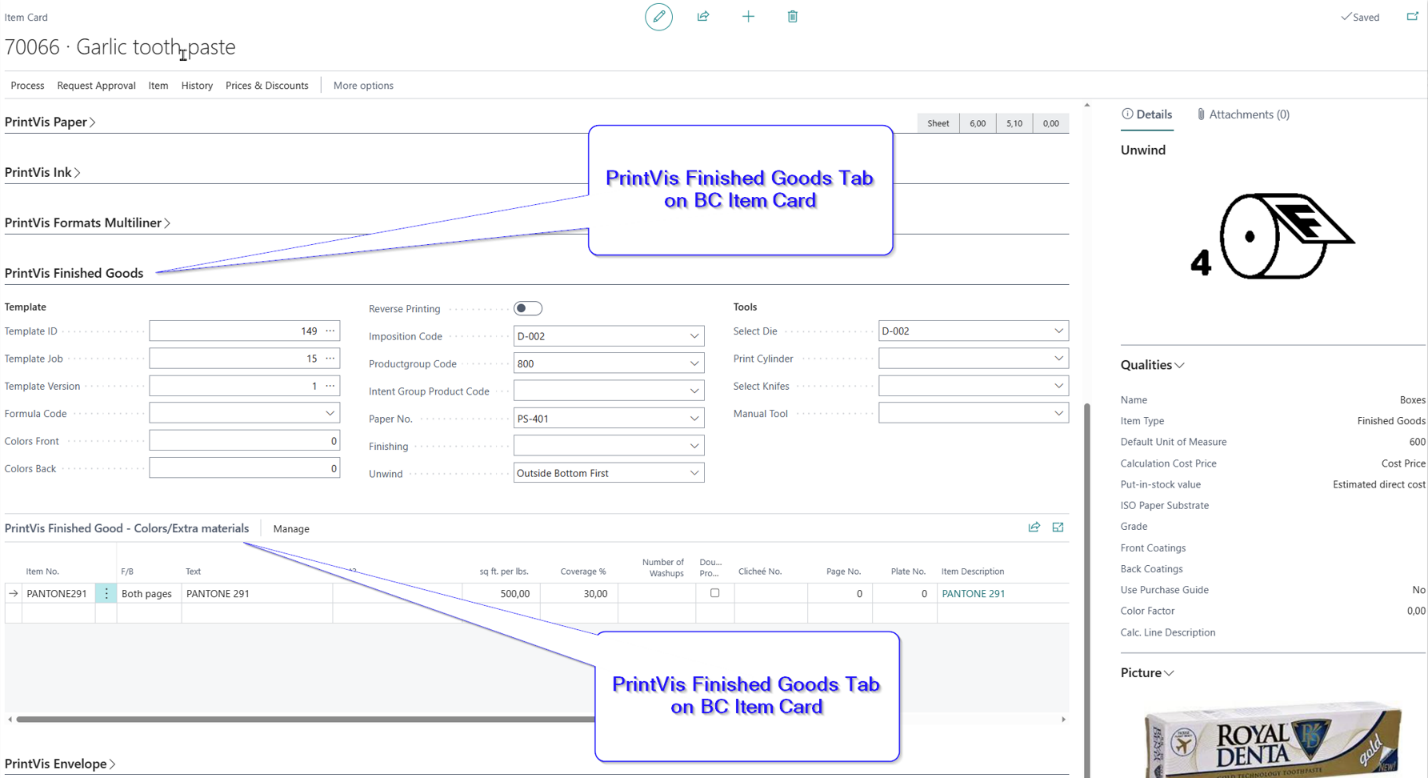 Item Card
Saved
70066 · Garlic tooth paste
Process Request Approval Item History Prices & Discounts More options
PrintVis Paper
Sheet 6,00 5,10 0,00
PrintVis Ink
PrintVis Formats Multiliner
PrintVis Finished Goods Tab
on BC Item Card
PrintVis Finished Goods
Template
Template ID 149
Template Job 15
Template Version 1
Formula Code
Colors Front 0
Colors Back 0
Reverse Printing
Imposition Code D-002
Productgroup Code 800
Intent Group Product Code
Paper No. PS-401
Finishing
Unwind Outside Bottom First
Tools
Select Die D-002
Print Cylinder
Select Knifes
Manual Tool
PrintVis Finished Good - Colors/Extra materials Manage
Item No. F/B Text sq ft. per lbs. Coverage % Number of Washups Dou... Pro... Clicheé No. Page No. Plate No. Item Description
PANTONE291 Both pages PANTONE 291 500,00 30,00 0 0 PANTONE 291
PrintVis Finished Goods Tab
on BC Item Card
PrintVis Envelope
Details Attachments (0)
Unwind
4 F
Qualities
Name Boxes
Item Type Finished Goods
Default Unit of Measure 600
Calculation Cost Price Cost Price
Put-in-stock value Estimated direct cost
ISO Paper Substrate
Grade
Front Coatings
Back Coatings
Use Purchase Guide No
Color Factor 0,00
Calc. Line Description
Picture
ROYAL
DENTA
gold
NEW!
GOLD TECHNOLOGY TOOTHPASTE